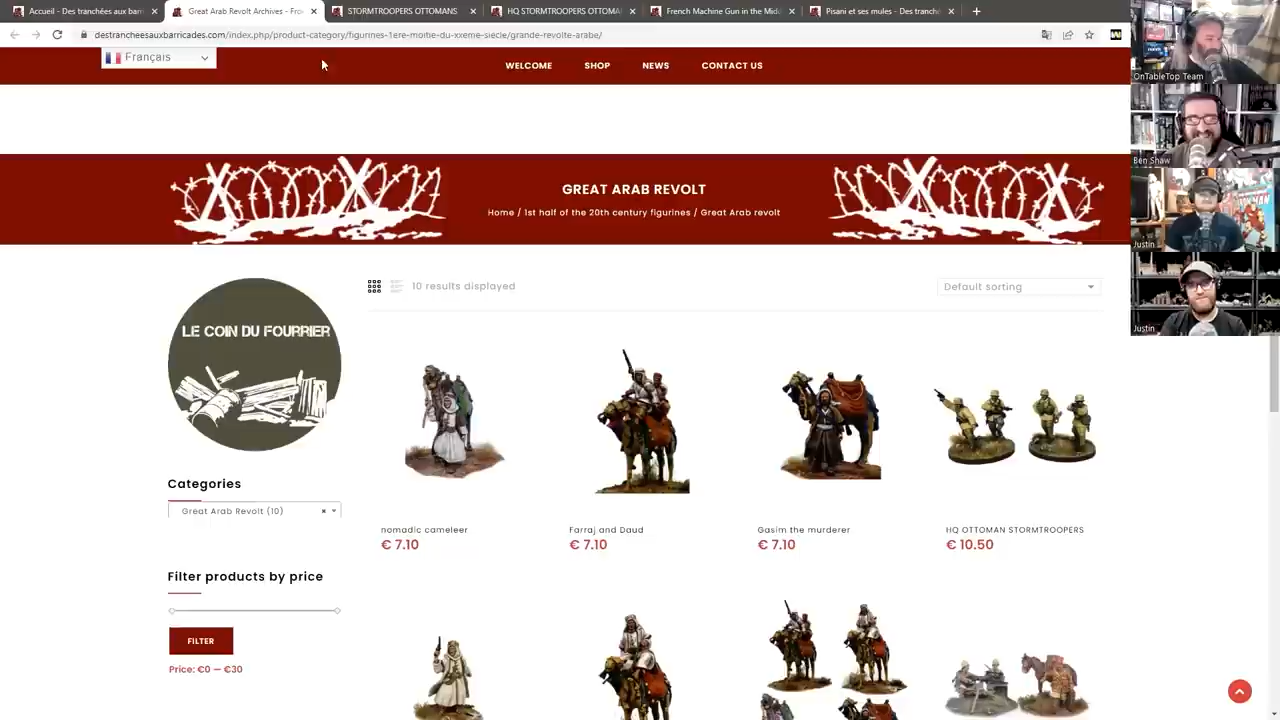 Accueil - Des tranchées aux barr
Great Arab Revolt Archives - Fro
STORMTROOPERS OTTOMANS
HQ STORMTROOPERS OTTOMAN
French Machine Gun in the Midd
Pisani et ses mules - Des tranché
destrancheesauxbarricades.com/index.php/product-category/figurines-1ere-moitie-du-xxeme-siecle/grande-revolte-arabe/
Français
WELCOME
SHOP
NEWS
CONTACT US
OnTableTop Team
Ben Shaw
Justin
Justin
GREAT ARAB REVOLT
Home / 1st half of the 20th century figurines / Great Arab revolt
LE COIN DU FOURRIER
10 results displayed
Default sorting
Categories
Great Arab Revolt (10)
× 
Filter products by price
FILTER
Price: €0 — €30
nomadic cameleer
€ 7.10
Farraj and Daud
€ 7.10
Gasim the murderer
€ 7.10
HQ OTTOMAN STORMTROOPERS
€ 10.50